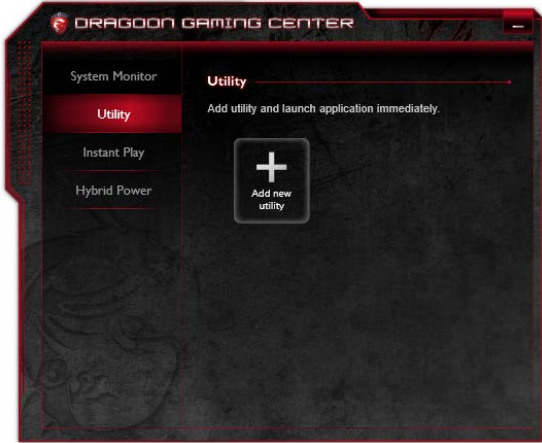 DRAGOON GAMING CENTER
System Monitor
Utility
Instant Play
Hybrid Power
Utility
Add utility and launch application immediately.
Add new
utility